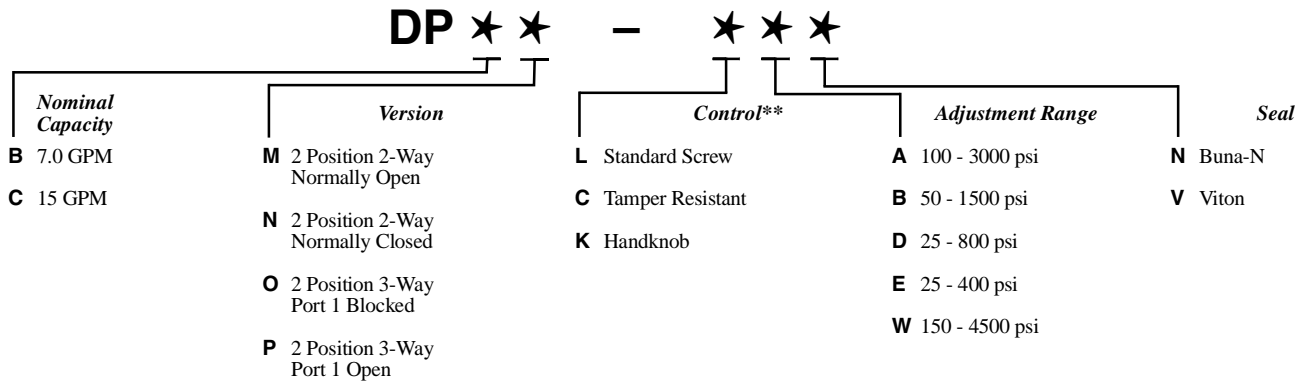 DP ★ ★ – ★ ★ ★
Nominal
Capacity
B 7.0 GPM
C 15 GPM
Version
M 2 Position 2-Way
Normally Open
N 2 Position 2-Way
Normally Closed
O 2 Position 3-Way
Port 1 Blocked
P 2 Position 3-Way
Port 1 Open
Control**
L Standard Screw
C Tamper Resistant
K Handknob
Adjustment Range
A 100 - 3000 psi
B 50 - 1500 psi
D 25 - 800 psi
E 25 - 400 psi
W 150 - 4500 psi
Seal
N Buna-N
V Viton